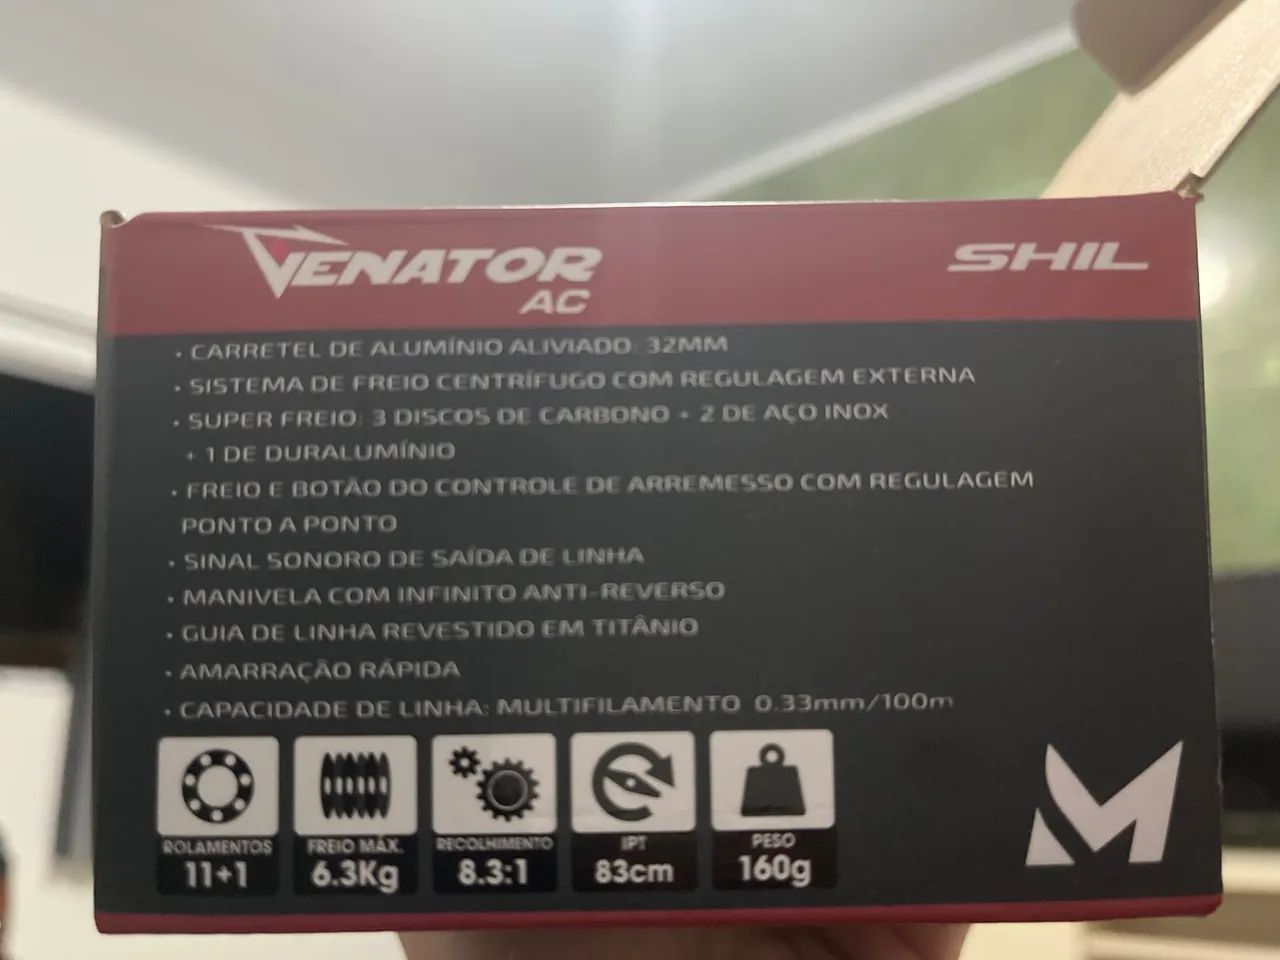 VENATOR
AC
SHIL
• CARRETEL DE ALUMÍNIO ALIVIADO: 32MM
• SISTEMA DE FREIO CENTRÍFUGO COM REGULAGEM EXTERNA
• SUPER FREIO: 3 DISCOS DE CARBONO + 2 DE AÇO INOX
+ 1 DE DURALUMÍNIO
• FREIO E BOTÃO DO CONTROLE DE ARREMESSO COM REGULAGEM
PONTO A PONTO
• SINAL SONORO DE SAÍDA DE LINHA
• MANIVELA COM INFINITO ANTI-REVERSO
• GUIA DE LINHA REVESTIDO EM TITÂNIO
• AMARRAÇÃO RÁPIDA
• CAPACIDADE DE LINHA: MULTIFILAMENTO 0.33mm/100m
ROLAMENTOS
11+1
FREIO MÁX.
6.3Kg
RECOLHIMENTO
8.3:1
IPT
83cm
PESO
160g